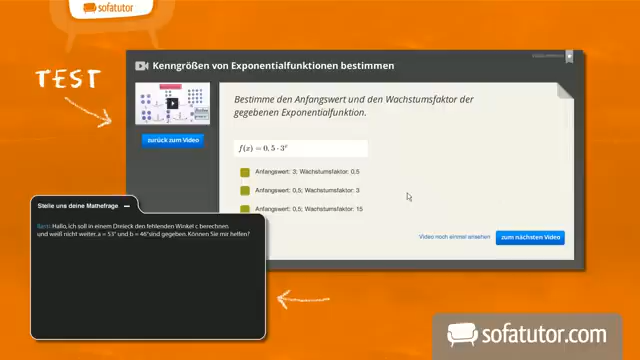 sofatutor
TEST
Kenngrößen von Exponentialfunktionen bestimmen
Bestimme den Anfangswert und den Wachstumsfaktor der
gegebenen Exponentialfunktion.
zurück zum Video
f(x) = 0,5 · 3ˣ
Anfangswert: 3; Wachstumsfaktor: 0,5
Anfangswert: 0,5; Wachstumsfaktor: 3
Anfangswert: 0,5; Wachstumsfaktor: 15
Video noch einmal ansehen
zum nächsten Video
Stelle uns deine Mathefrage
Hallo, ich soll in einem Dreieck den fehlenden Winkel c berechnen
und weiß nicht weiter. a = 53° und b = 46° sind gegeben. Können Sie mir helfen?
sofatutor.com